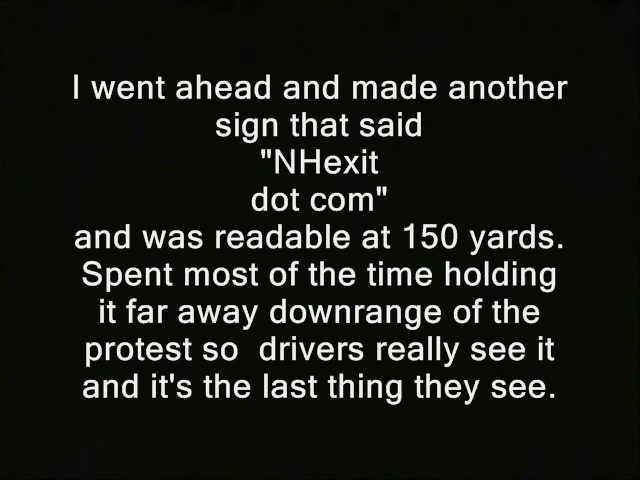 I went ahead and made another
sign that said
"NHexit
dot com"
and was readable at 150 yards.
Spent most of the time holding
it far away downrange of the
protest so  drivers really see it
and it's the last thing they see.